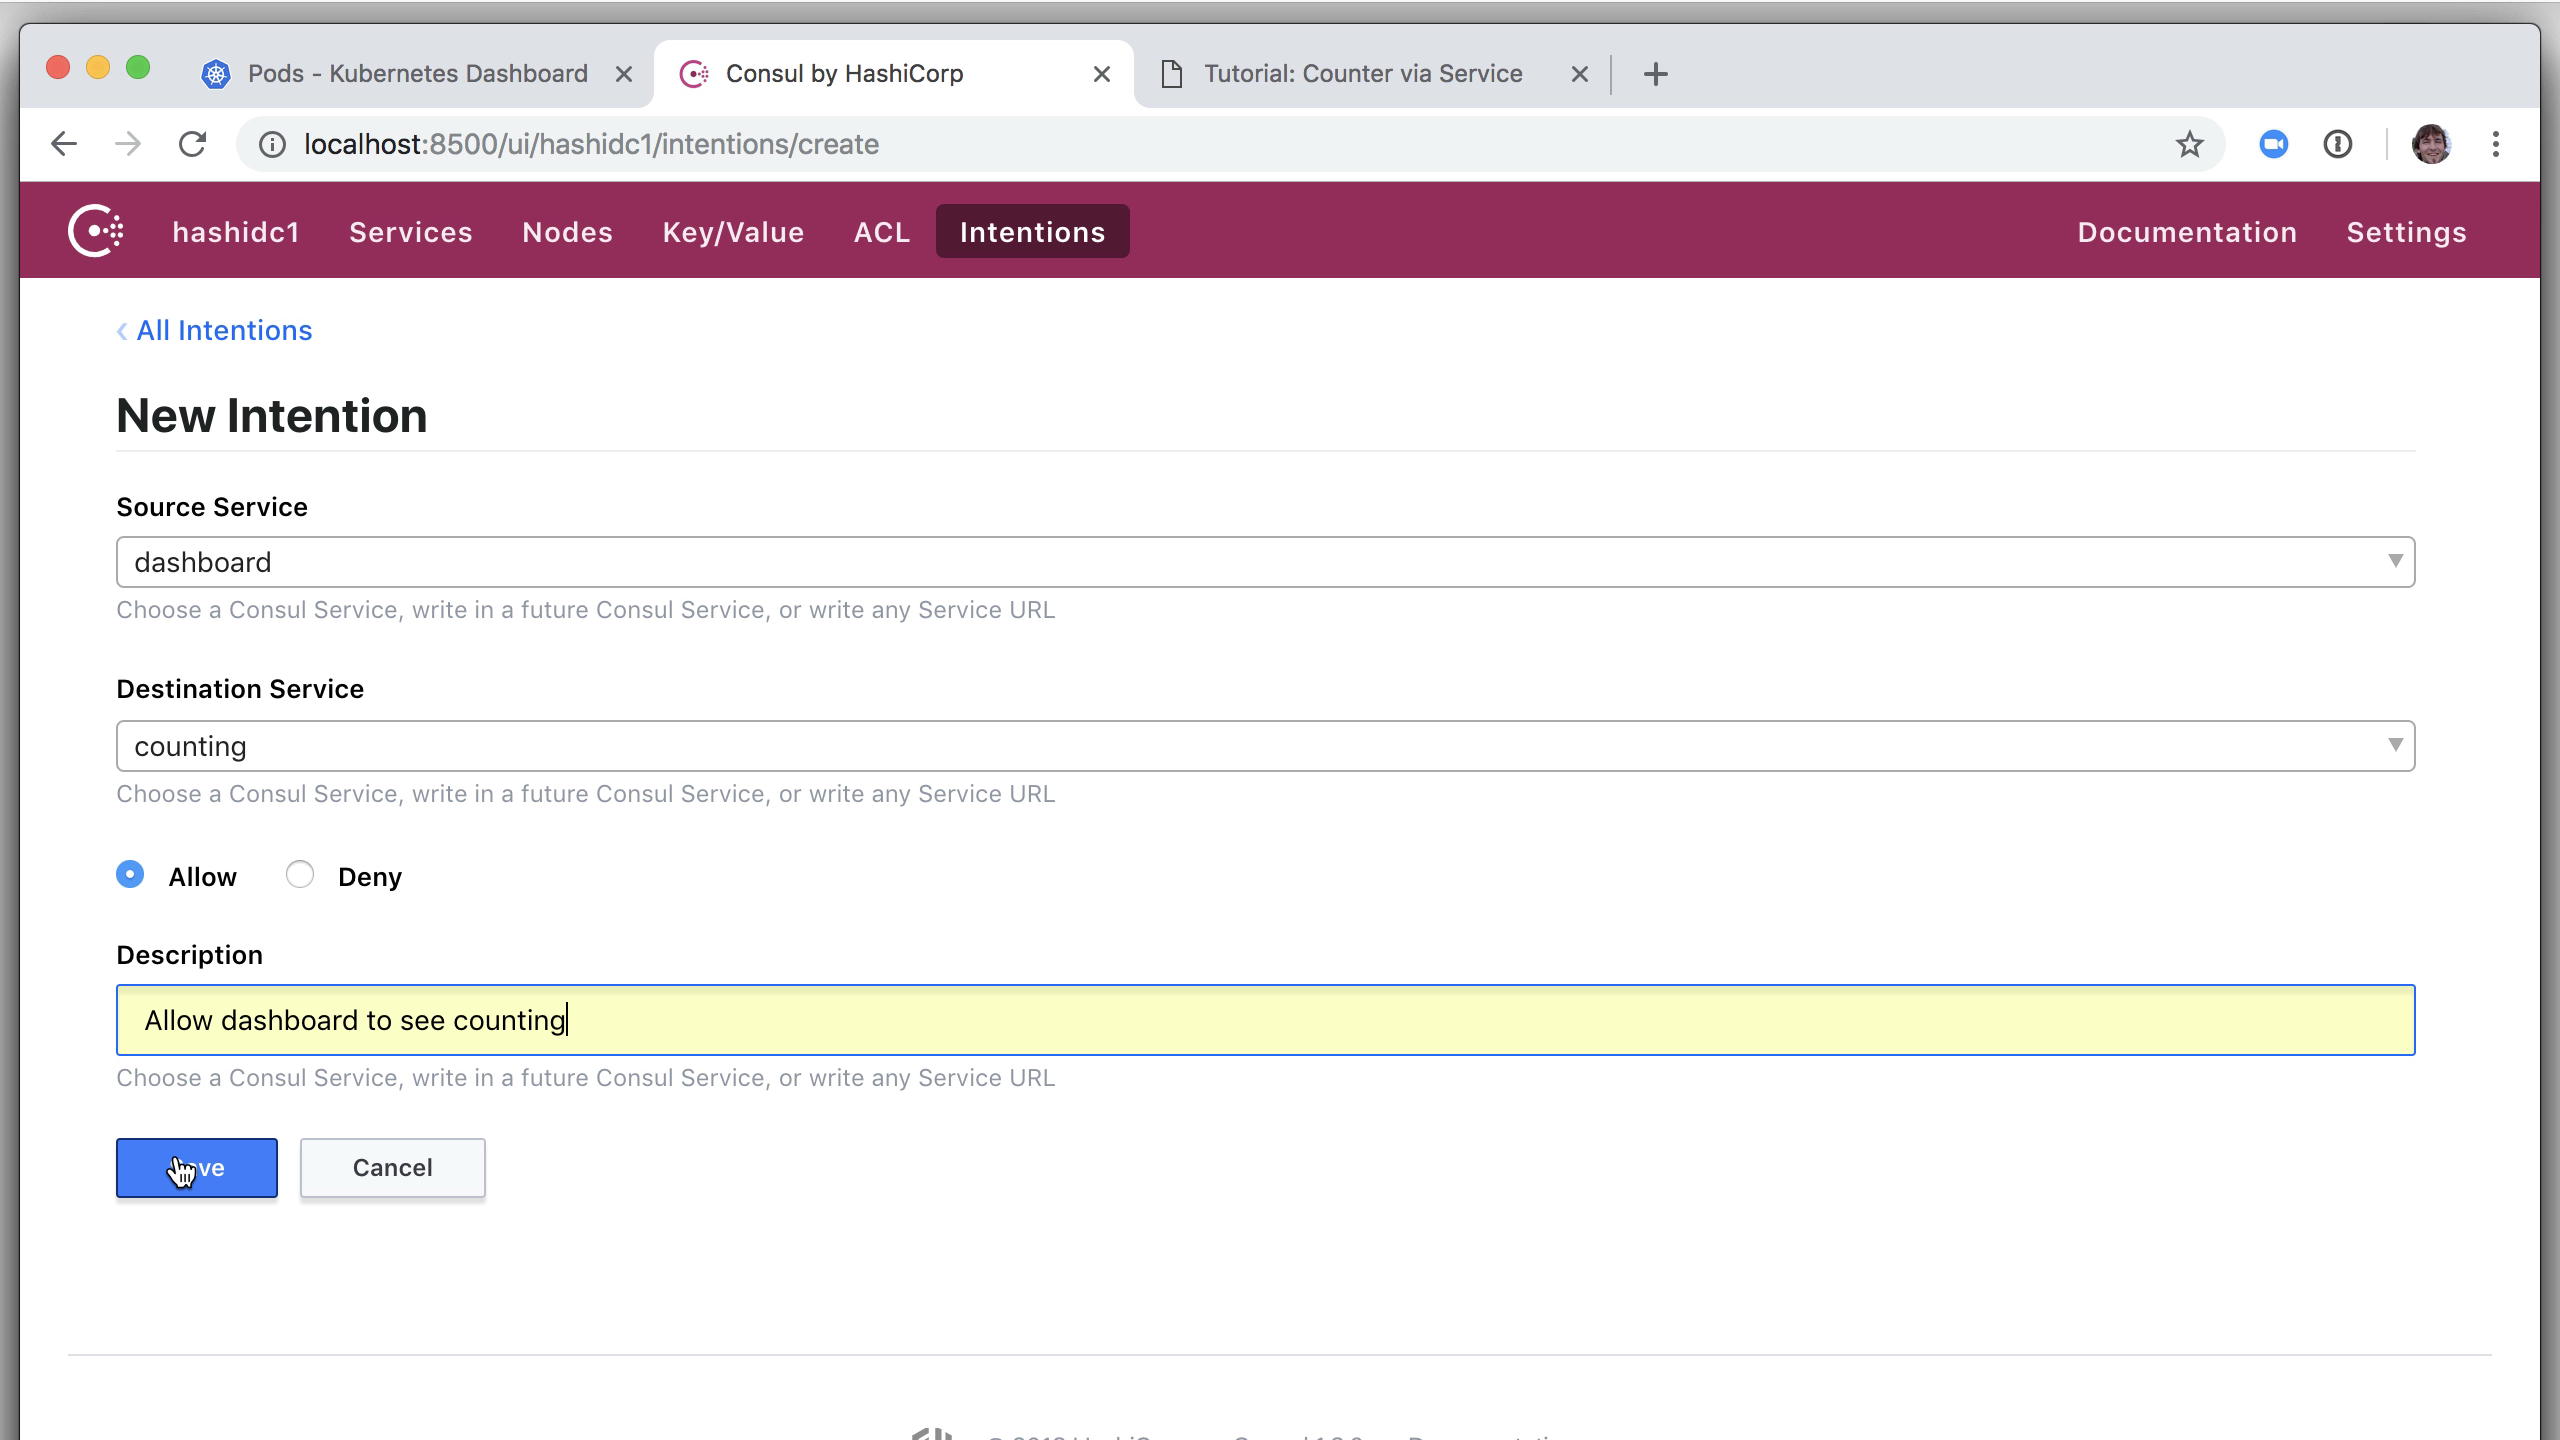 Pods - Kubernetes Dashboard
Consul by HashiCorp
Tutorial: Counter via Service
localhost:8500/ui/hashidc1/intentions/create
hashidc1 Services Nodes Key/Value ACL Intentions Documentation Settings
‹ All Intentions
New Intention
Source Service
dashboard
Choose a Consul Service, write in a future Consul Service, or write any Service URL
Destination Service
counting
Choose a Consul Service, write in a future Consul Service, or write any Service URL
Allow Deny
Description
Allow dashboard to see counting
Choose a Consul Service, write in a future Consul Service, or write any Service URL
Cancel